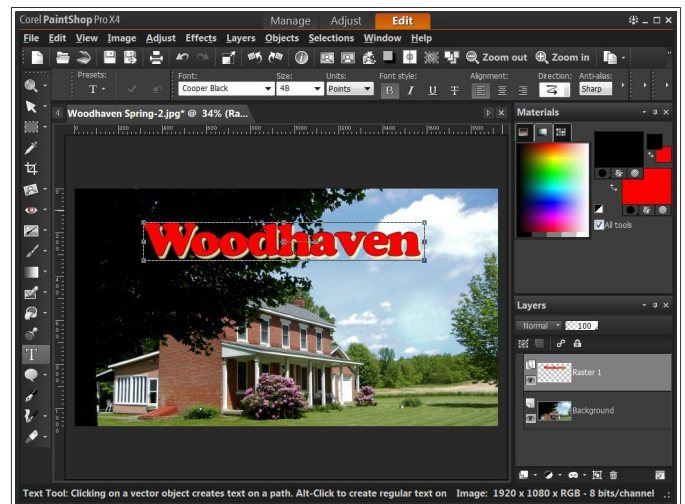 Corel PaintShop Pro X4 Manage Adjust Edit
File Edit View Image Adjust Effects Layers Objects Selections Window Help
Zoom out Zoom in
Presets: Font: Size: Units: Font style: Alignment: Direction: Anti-alias:
T Cooper Black 48 Points B I U T Sharp
Woodhaven Spring-2.jpg* @ 34% (Ra...
Materials
All tools
Woodhaven
Layers
Normal 100
Raster 1
Background
Text Tool: Clicking on a vector object creates text on a path. Alt-Click to create regular text on Image: 1920 x 1080 x RGB - 8 bits/channel